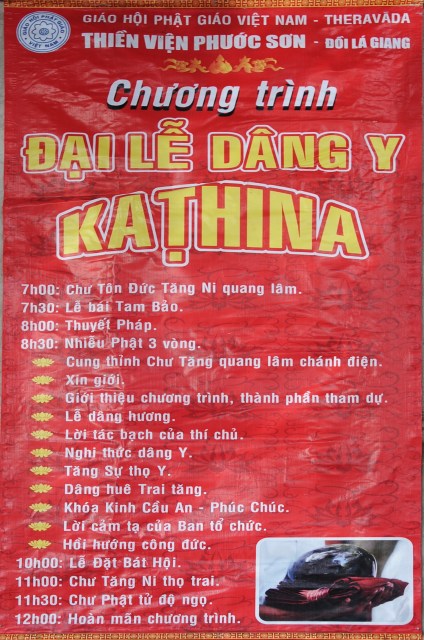 GIÁO HỘI PHẬT GIÁO VIỆT NAM - THERAVĀDA
THIỀN VIỆN PHƯỚC SƠN - ĐỒI LÁ GIANG
GIÁO HỘI PHẬT GIÁO
VIỆT NAM
Chương trình
ĐẠI LỄ DÂNG Y
KAṬHINA
7h00: Chư Tôn Đức Tăng Ni quang lâm.
7h30: Lễ bái Tam Bảo.
8h00: Thuyết Pháp.
8h30: Nhiễu Phật 3 vòng.
Cung thỉnh Chư Tăng quang lâm chánh điện.
Xin giới.
Giới thiệu chương trình, thành phần tham dự.
Lễ dâng hương.
Lời tác bạch của thí chủ.
Nghi thức dâng Y.
Tăng Sự thọ Y.
Dâng huê Trai tăng.
Khóa Kinh Cầu An - Phúc Chúc.
Lời cảm tạ của Ban tổ chức.
Hồi hướng công đức.
10h00: Lễ Đặt Bát Hội.
11h00: Chư Tăng Ni thọ trai.
11h30: Chư Phật tử độ ngọ.
12h00: Hoàn mãn chương trình.